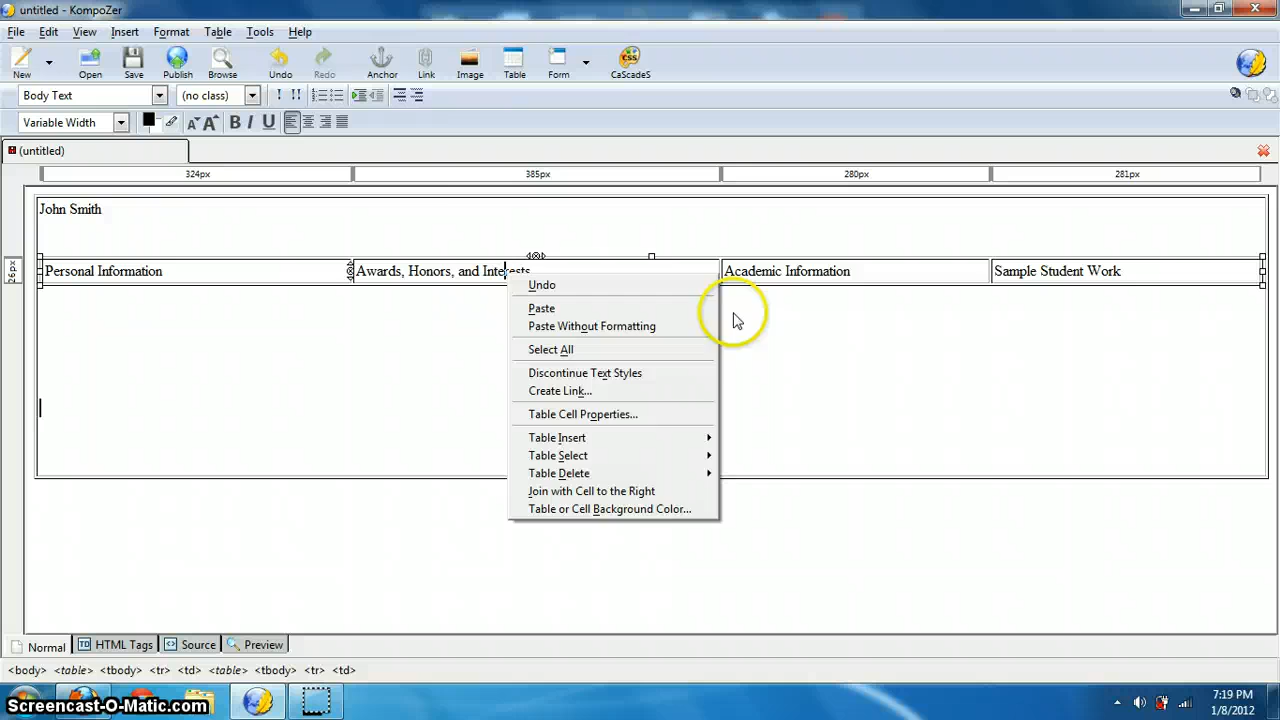 untitled - KompoZer
File Edit View Insert Format Table Tools Help
New Open Save Publish Browse Undo Redo Anchor Link Image Table Form CaScadeS
Body Text (no class)
Variable Width A A B I U
(untitled)
324px 385px 280px 281px
John Smith
26px
Personal Information Awards, Honors, and Interests Academic Information Sample Student Work
Undo
Paste
Paste Without Formatting
Select All
Discontinue Text Styles
Create Link...
Table Cell Properties...
Table Insert
Table Select
Table Delete
Join with Cell to the Right
Table or Cell Background Color...
Normal TD HTML Tags Source Preview
<body> <table> <tbody> <tr> <td> <table> <tbody> <tr> <td>
Screencast-O-Matic.com
7:19 PM
1/8/2012